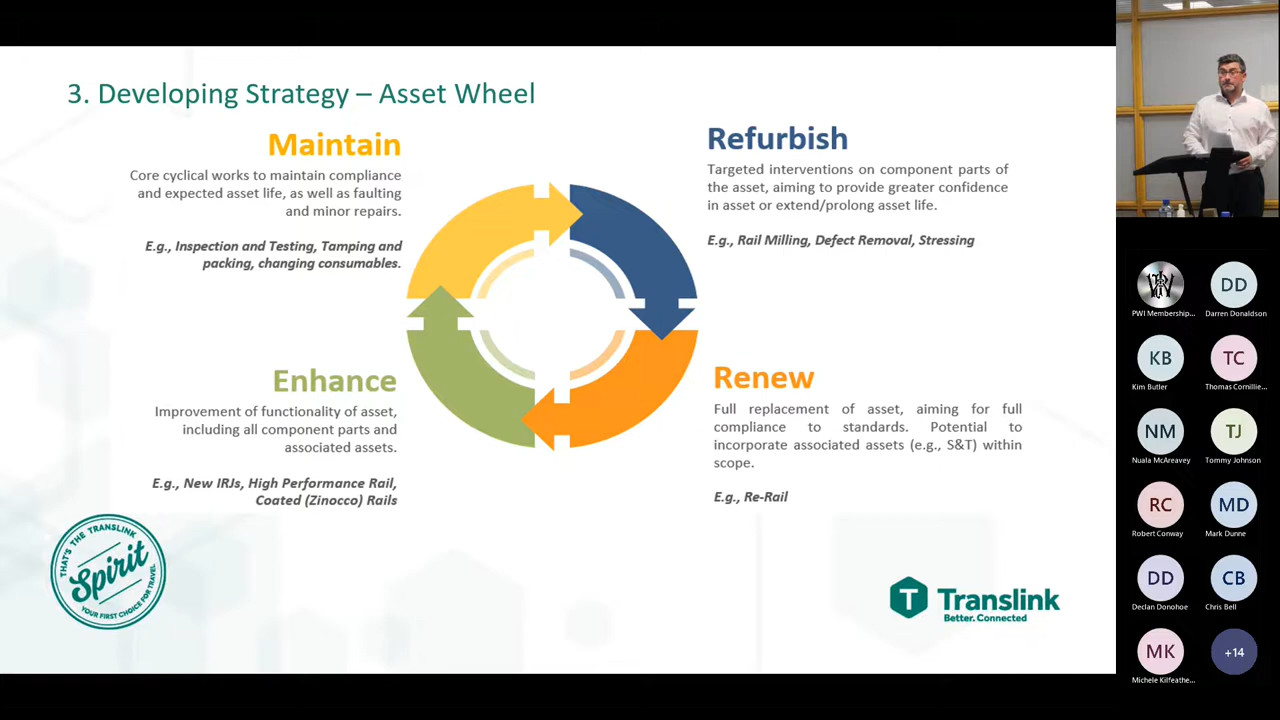 3. Developing Strategy – Asset Wheel
Maintain
Core cyclical works to maintain compliance
and expected asset life, as well as faulting
and minor repairs.
E.g., Inspection and Testing, Tamping and
packing, changing consumables.
Refurbish
Targeted interventions on component parts of
the asset, aiming to provide greater confidence
in asset or extend/prolong asset life.
E.g., Rail Milling, Defect Removal, Stressing
Enhance
Improvement of functionality of asset,
including all component parts and
associated assets.
E.g., New IRJs, High Performance Rail,
Coated (Zinocco) Rails
Renew
Full replacement of asset, aiming for full
compliance to standards. Potential to
incorporate associated assets (e.g., S&T) within
scope.
E.g., Re-Rail
THAT'S THE TRANSLINK
Spirit
YOUR FIRST CHOICE FOR TRAVEL
T
Translink
Better. Connected
PWI Membership...
DD
Darren Donaldson
KB
Kim Butler
TC
Thomas Cornillie...
NM
Nuala McAreavey
TJ
Tommy Johnson
RC
Robert Conway
MD
Mark Dunne
DD
Declan Donohoe
CB
Chris Bell
MK
Michele Kilfeathe...
+14